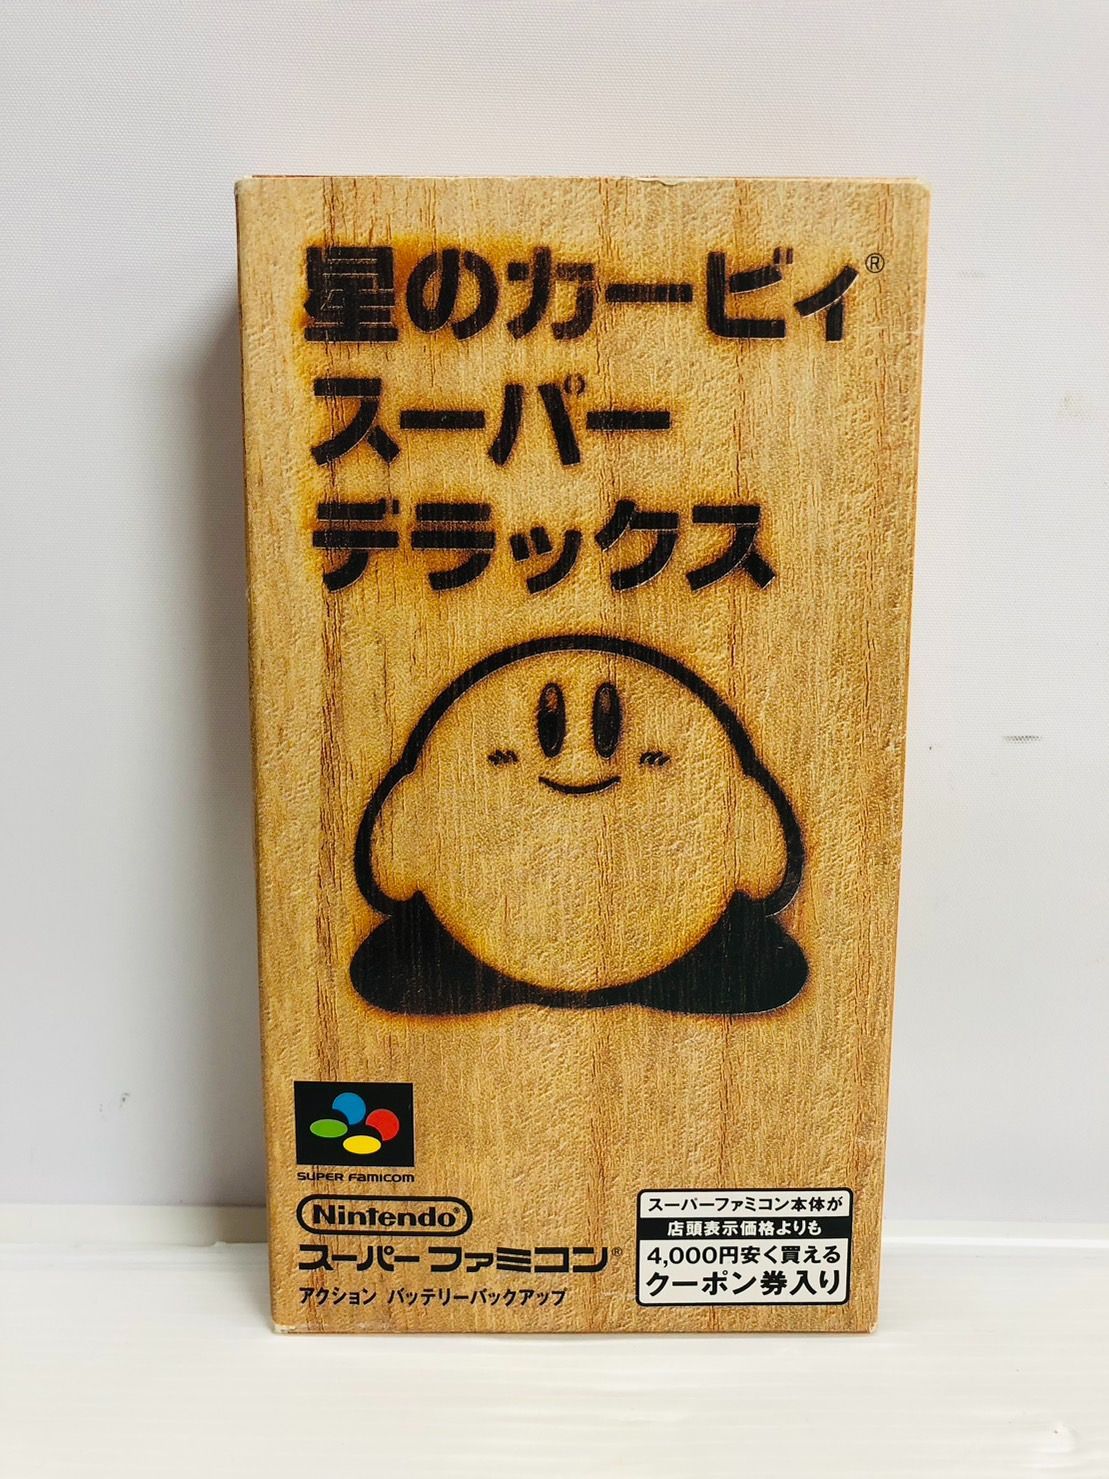 星のカービィ®
スーパー
デラックス
SUPER FAMICOM
Nintendo®
スーパーファミコン®
アクション バッテリーバックアップ
スーパーファミコン本体が
店頭表示価格よりも
4,000円安く買える
クーポン券入り